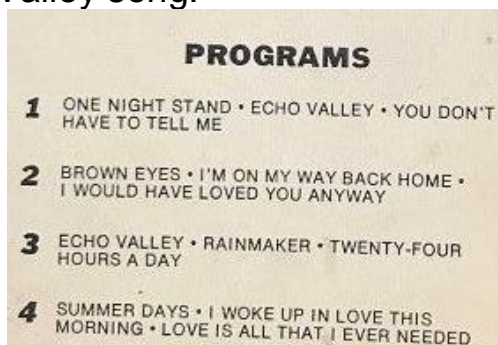 valley song.
PROGRAMS
1 ONE NIGHT STAND • ECHO VALLEY • YOU DON'T
HAVE TO TELL ME
2 BROWN EYES • I'M ON MY WAY BACK HOME •
I WOULD HAVE LOVED YOU ANYWAY
3 ECHO VALLEY • RAINMAKER • TWENTY-FOUR
HOURS A DAY
4 SUMMER DAYS • I WOKE UP IN LOVE THIS
MORNING • LOVE IS ALL THAT I EVER NEEDED